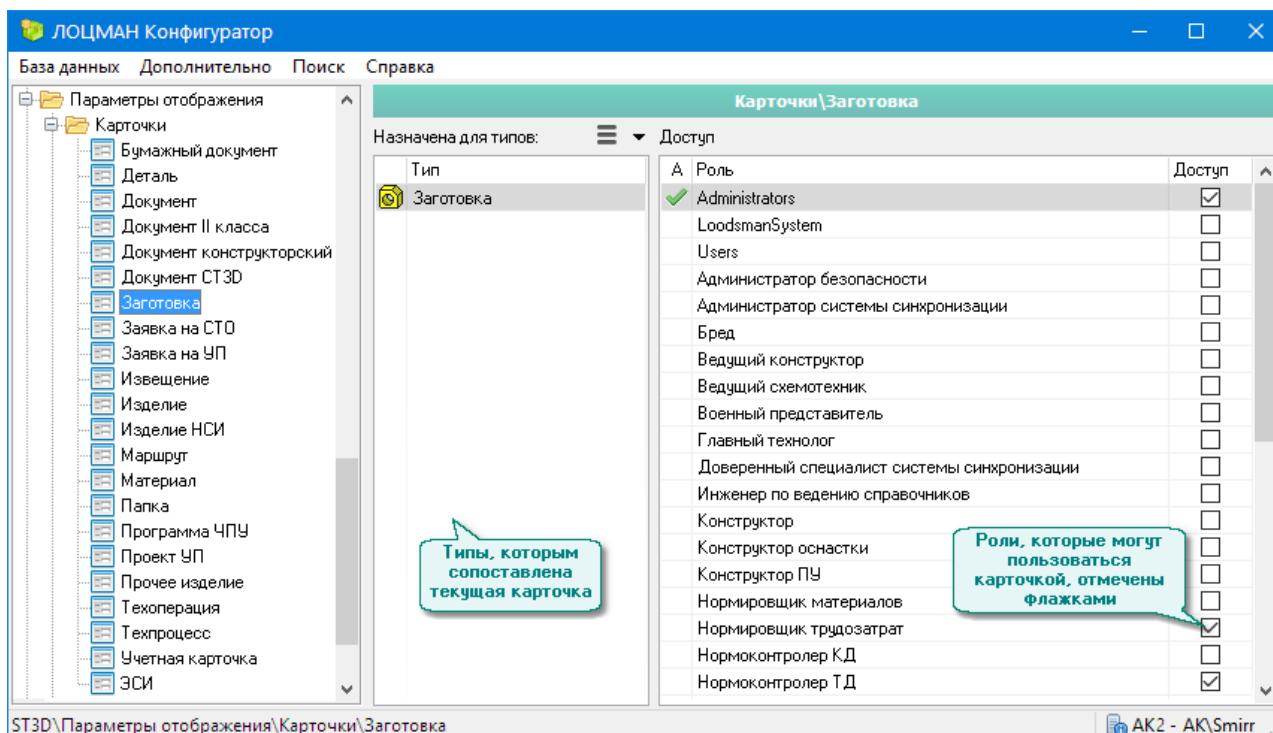 ЛОЦМАН Конфигуратор
База данных Дополнительно Поиск Справка
Параметры отображения
Карточки
Бумажный документ
Деталь
Документ
Документ II класса
Документ конструкторский
Документ СТ3D
Заготовка
Заявка на СТО
Заявка на УП
Извещение
Изделие
Изделие НСИ
Маршрут
Материал
Папка
Программа ЧПУ
Проект УП
Прочее изделие
Техоперация
Техпроцесс
Учетная карточка
ЭСИ
Карточки\Заготовка
Назначена для типов:
Тип
Заготовка
Типы, которым
сопоставлена
текущая карточка
Доступ
А Роль Доступ
Administrators
LoodsmanSystem
Users
Администратор безопасности
Администратор системы синхронизации
Бред
Ведущий конструктор
Ведущий схемотехник
Военный представитель
Главный технолог
Доверенный специалист системы синхронизации
Инженер по ведению справочников
Конструктор
Конструктор оснастки
Конструктор ПУ
Нормировщик материалов
Нормировщик трудозатрат
Нормоконтролер КД
Нормоконтролер ТД
Роли, которые могут
пользоваться
карточкой, отмечены
флажками
ST3D\Параметры отображения\Карточки\Заготовка
AK2 - AK\Smirr